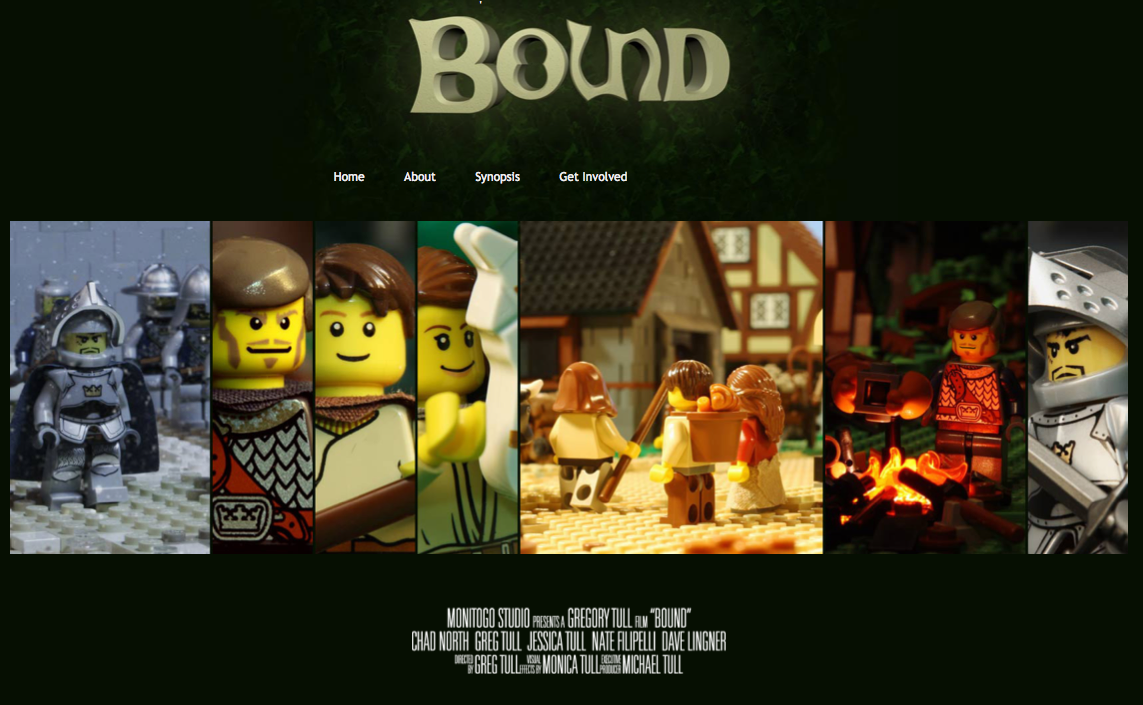 BOUND
Home About Synopsis Get Involved
MONITOGO STUDIO PRESENTS A GREGORY TULL FILM "BOUND"
CHAD NORTH GREG TULL JESSICA TULL NATE FILIPELLI DAVE LINGNER
DIRECTED BY GREG TULL VISUAL EFFECTS BY MONICA TULL EXECUTIVE PRODUCER MICHAEL TULL